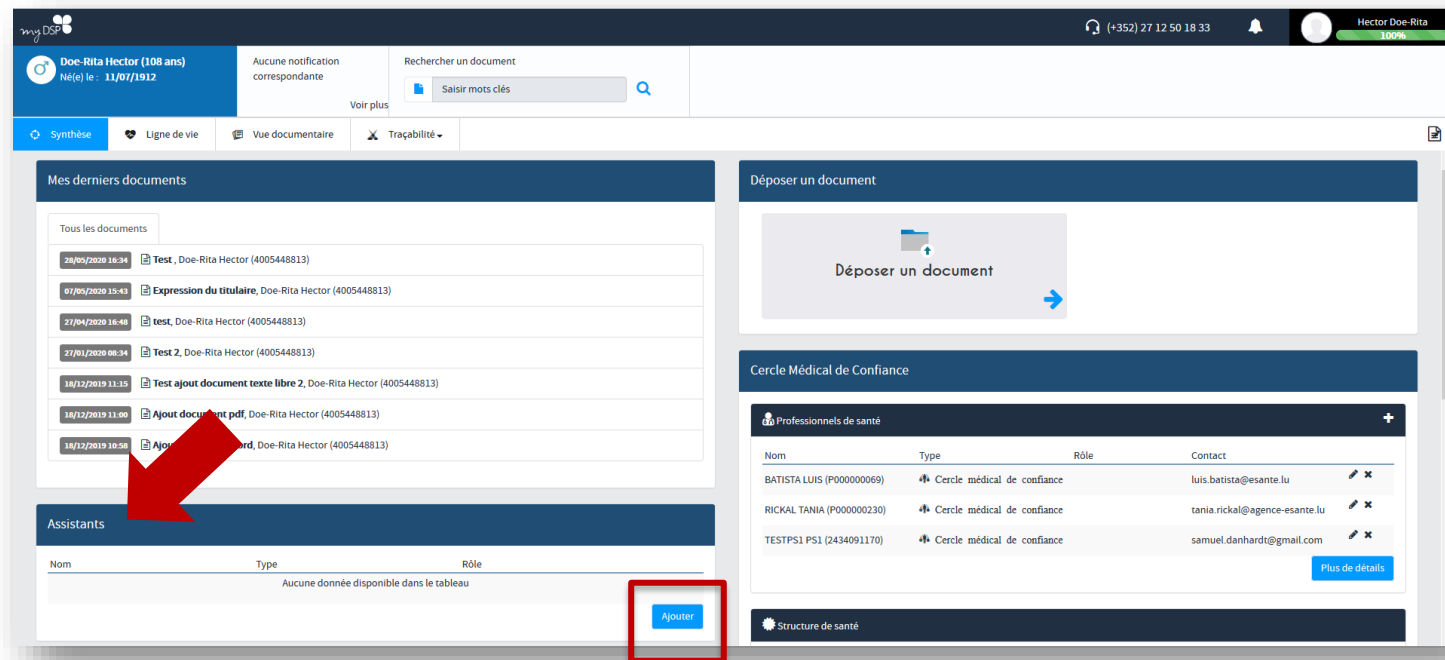 myDSP
(+352) 27 12 50 18 33
Hector Doe-Rita
100%
Doe-Rita Hector (108 ans)
Né(e) le : 11/07/1912
Aucune notification
correspondante
Voir plus
Rechercher un document
Saisir mots clés
Synthèse
Ligne de vie
Vue documentaire
Traçabilité
Mes derniers documents
Tous les documents
28/05/2020 16:34 Test , Doe-Rita Hector (4005448813)
07/05/2020 15:43 Expression du titulaire, Doe-Rita Hector (4005448813)
27/04/2020 16:48 test, Doe-Rita Hector (4005448813)
27/01/2020 08:34 Test 2, Doe-Rita Hector (4005448813)
18/12/2019 11:15 Test ajout document texte libre 2, Doe-Rita Hector (4005448813)
18/12/2019 11:00 Ajout document pdf, Doe-Rita Hector (4005448813)
18/12/2019 10:58 Doe-Rita Hector (4005448813)
Assistants
Nom Type Rôle
Aucune donnée disponible dans le tableau
Ajouter
Déposer un document
Déposer un document
Cercle Médical de Confiance
Professionnels de santé
Nom Type Rôle Contact
BATISTA LUIS (P000000069) Cercle médical de confiance luis.batista@esante.lu
RICKAL TANIA (P000000230) Cercle médical de confiance tania.rickal@agence-esante.lu
TESTPS1 PS1 (2434091170) Cercle médical de confiance samuel.danhardt@gmail.com
Plus de détails
Structure de santé